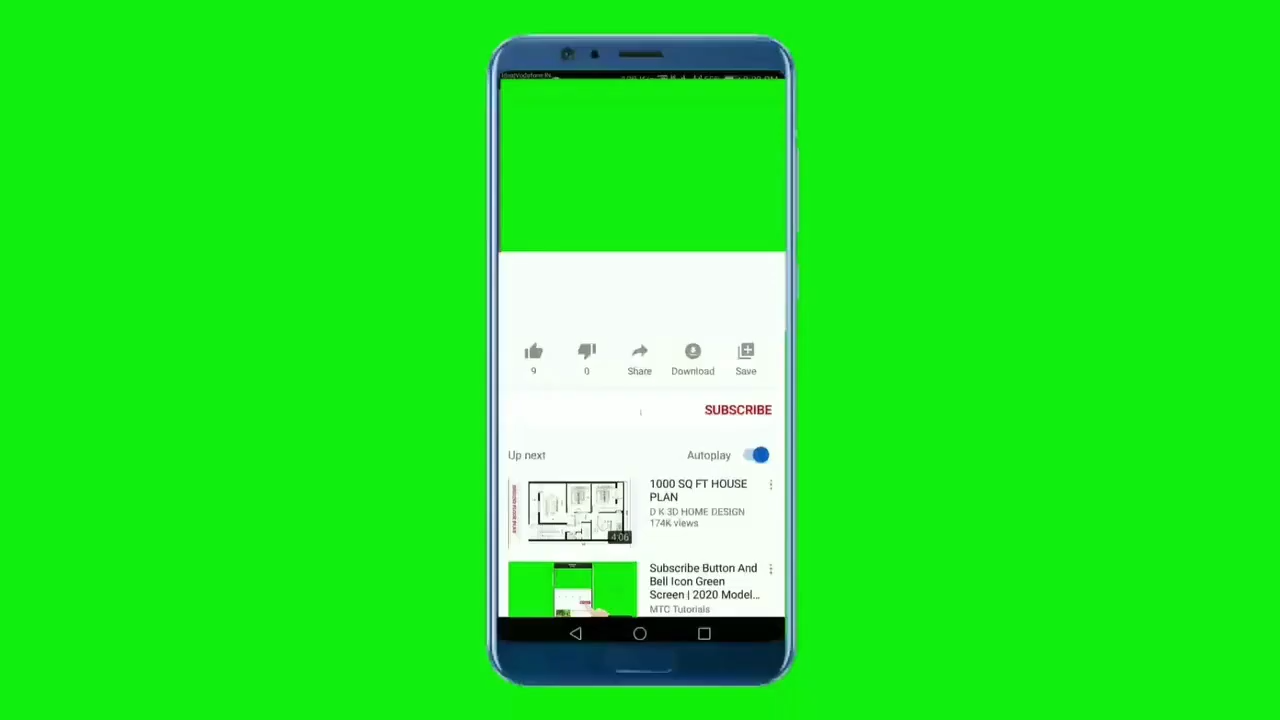 9
0
Share
Download
Save
SUBSCRIBE
Up next
Autoplay
1000 SQ FT HOUSE
PLAN
D K 3D HOME DESIGN
174K views
4:06
Subscribe Button And
Bell Icon Green
Screen | 2020 Model...
MTC Tutorials